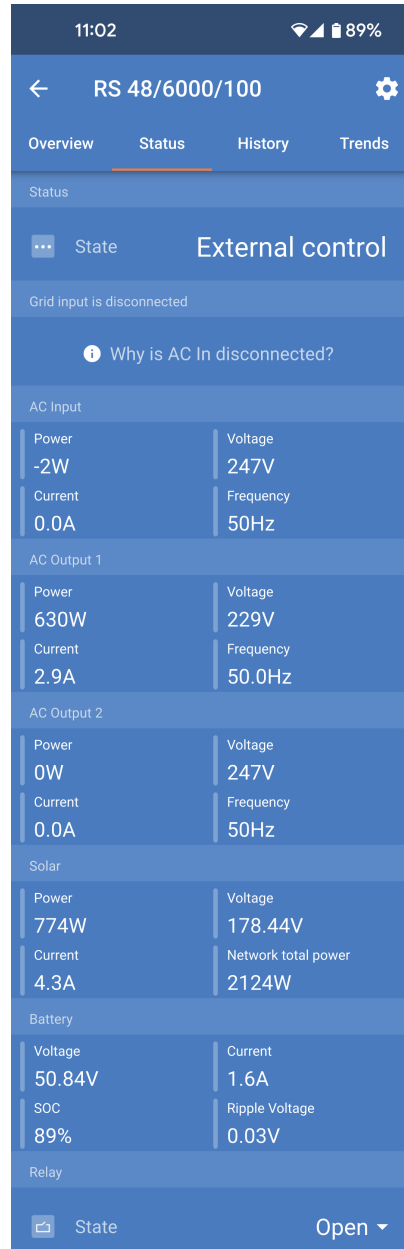 11:02 89%
RS 48/6000/100
Overview Status History Trends
Status
State External control
Grid input is disconnected
Why is AC In disconnected?
AC Input
Power Voltage
-2W 247V
Current Frequency
0.0A 50Hz
AC Output 1
Power Voltage
630W 229V
Current Frequency
2.9A 50.0Hz
AC Output 2
Power Voltage
0W 247V
Current Frequency
0.0A 50Hz
Solar
Power Voltage
774W 178.44V
Current Network total power
4.3A 2124W
Battery
Voltage Current
50.84V 1.6A
SOC Ripple Voltage
89% 0.03V
Relay
State Open